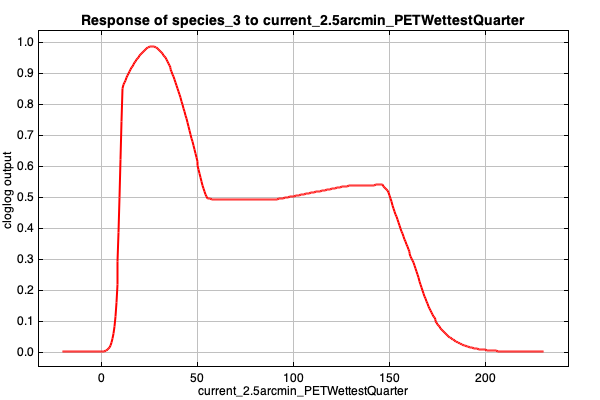 Response of species_3 to current_2.5arcmin_PETWettestQuarter
1.0
0.9
0.8
0.7
0.6
0.5
0.4
0.3
0.2
0.1
0.0
cloglog output
0 50 100 150 200
current_2.5arcmin_PETWettestQuarter